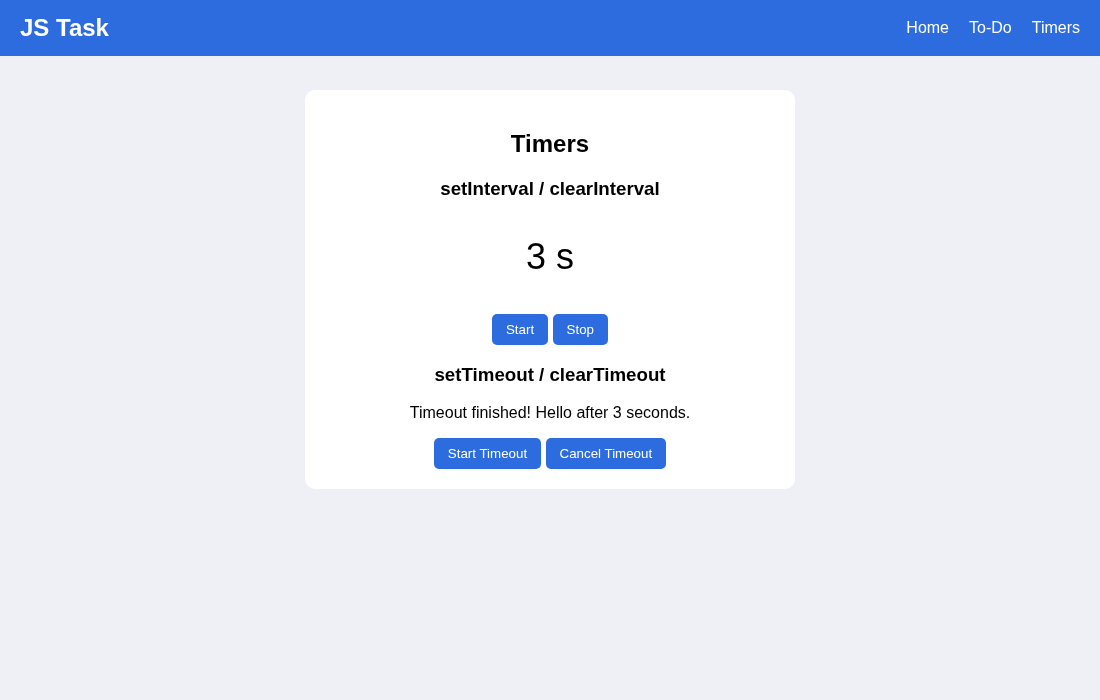 JS Task
Home To-Do Timers
Timers
setInterval / clearInterval
3 s
Start Stop
setTimeout / clearTimeout
Timeout finished! Hello after 3 seconds.
Start Timeout Cancel Timeout